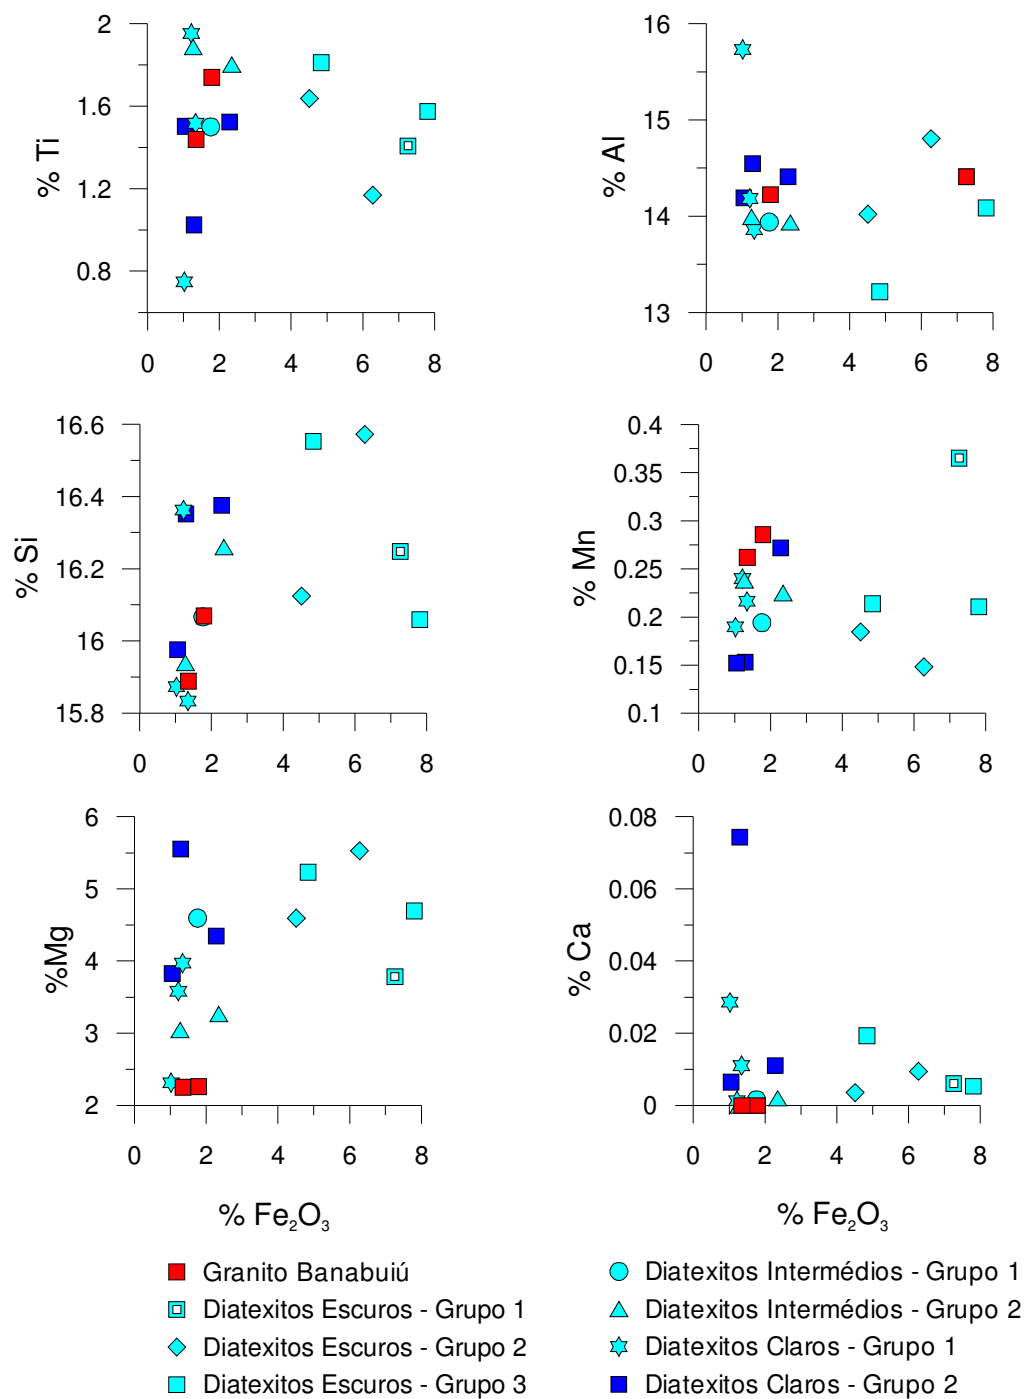 2
1.6
1.2
0.8
% Ti
0 2 4 6 8
16
15
14
13
% Al
0 2 4 6 8
16.6
16.4
16.2
16
15.8
% Si
0 2 4 6 8
0.4
0.35
0.3
0.25
0.2
0.15
0.1
% Mn
0 2 4 6 8
6
5
4
3
2
%Mg
0 2 4 6 8
% Fe₂O₃
0.08
0.06
0.04
0.02
0
% Ca
0 2 4 6 8
% Fe₂O₃
Granito Banabuiú
Diatexitos Escuros - Grupo 1
Diatexitos Escuros - Grupo 2
Diatexitos Escuros - Grupo 3
Diatexitos Intermédios - Grupo 1
Diatexitos Intermédios - Grupo 2
Diatexitos Claros - Grupo 1
Diatexitos Claros - Grupo 2